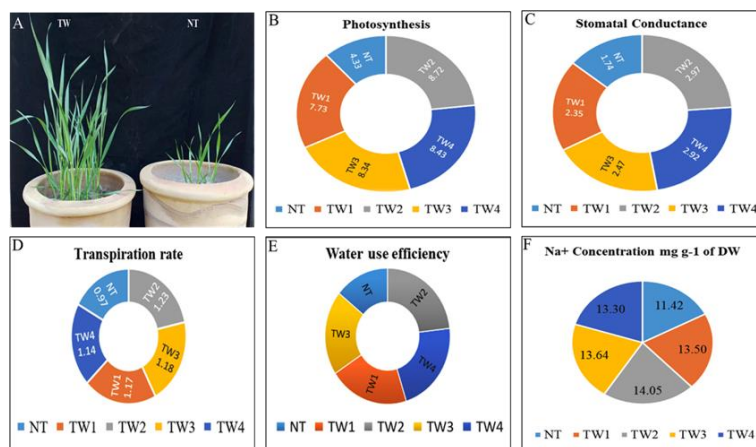 A
TW
NT
B
Photosynthesis
NT
4.33
TW2
8.72
TW1
7.73
TW3
8.34
TW4
8.43
NT TW1 TW2 TW3 TW4
C
Stomatal Conductance
NT
1.74
TW2
2.97
TW1
2.35
TW3
2.47
TW4
2.92
NT TW1 TW2 TW3 TW4
D
Transpiration rate
NT
0.97
TW2
1.23
TW4
1.14
TW3
1.18
TW1
1.17
NT TW1 TW2 TW3 TW4
E
Water use efficiency
NT
TW2
TW3
TW4
TW1
NT TW1 TW2 TW3 TW4
F
Na+ Concentration mg g-1 of DW
13.30
11.42
13.64
13.50
14.05
NT TW1 TW2 TW3 TW4